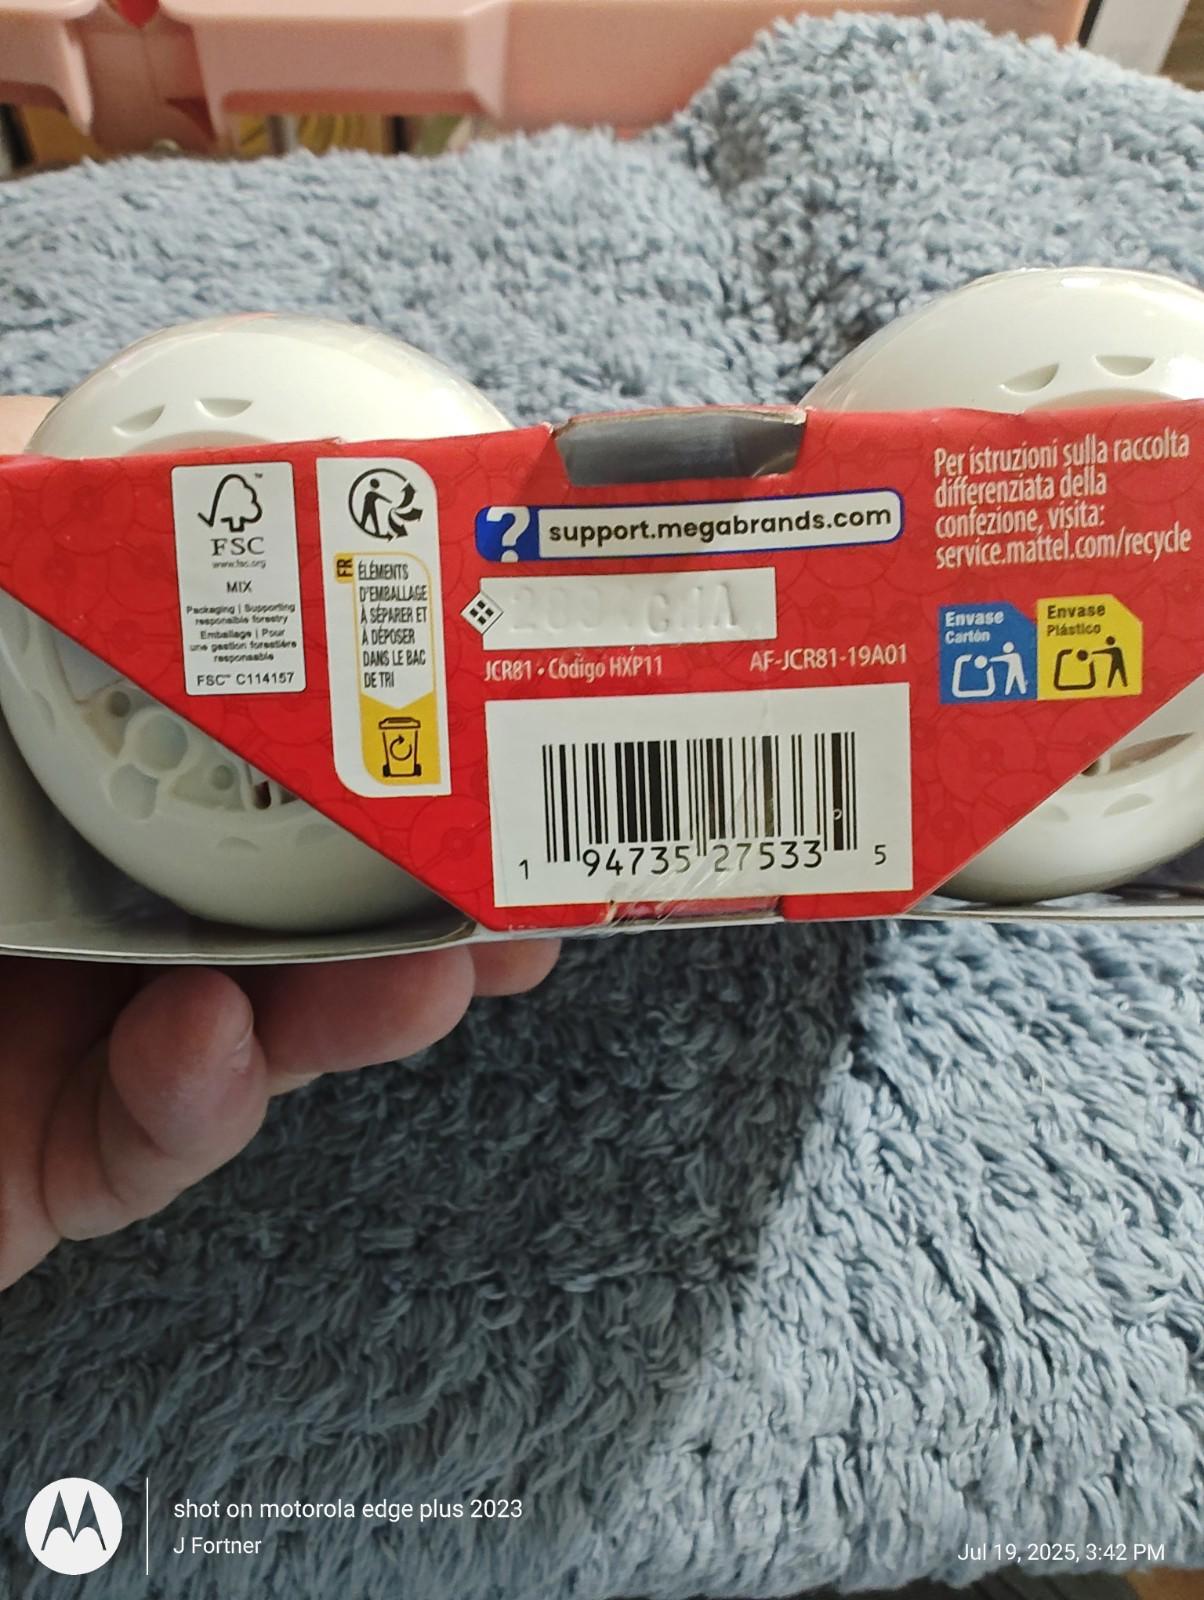 FSC™
www.fsc.org
MIX
Packaging | Supporting
responsible forestry
Emballage | Pour
une gestion forestière
responsable
FSC™ C114157
FR
ÉLÉMENTS
D'EMBALLAGE
À SÉPARER ET
À DÉPOSER
DANS LE BAC
DE TRI
? support.megabrands.com
JCR81 • Código HXP11
AF-JCR81-19A01
1 94735 27533 5
Per istruzioni sulla raccolta
differenziata della
confezione, visita:
service.mattel.com/recycle
Envase
Cartón
Envase
Plástico
shot on motorola edge plus 2023
J Fortner
Jul 19, 2025, 3:42 PM